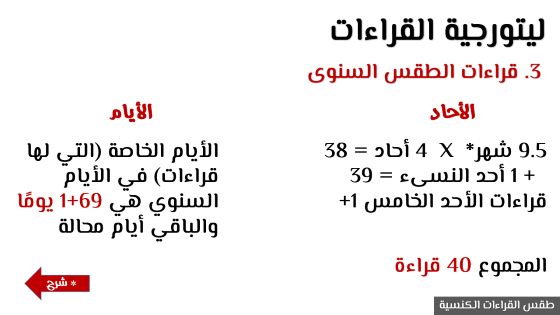 ليتورجية القراءات
3. قراءات الطقس السنوى
الأحاد
9.5 شهر* X 4 أحاد = 38
+ 1 أحد النسىء = 39
قراءات الأحد الخامس 1+
المجموع 40 قراءة
الأيام
الأيام الخاصة (التي لها
قراءات) في الأيام
السنوي هي 69+1 يومًا
والباقي أيام محالة
* شرح
طقس القراءات الكنسية